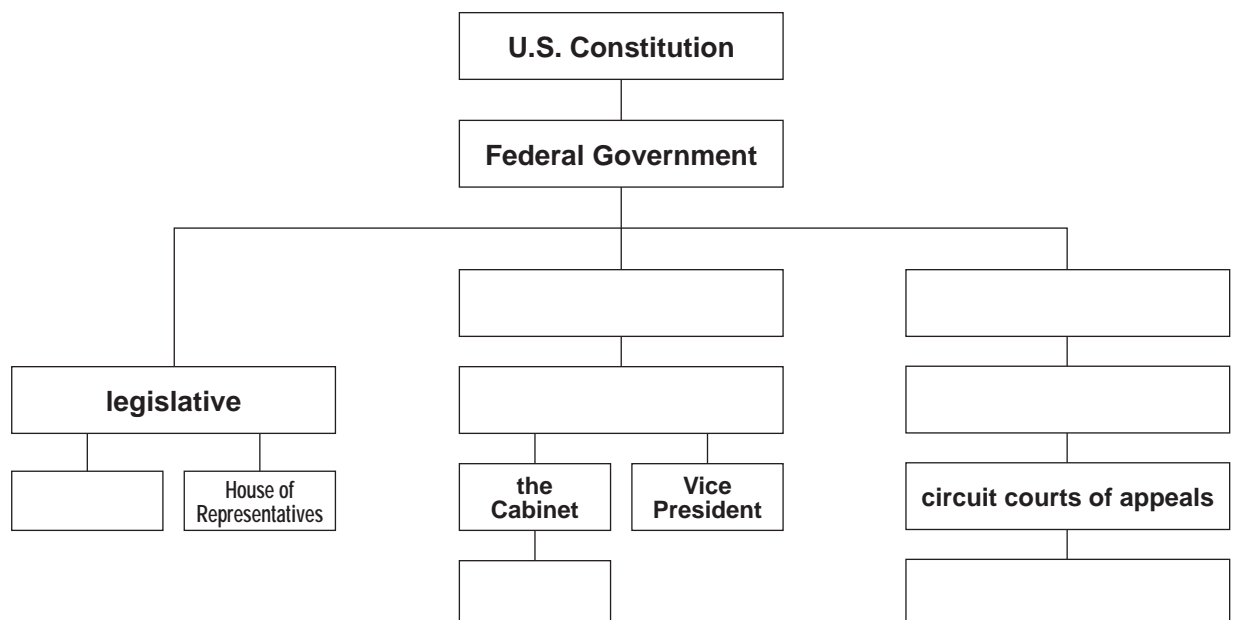 U.S. Constitution
Federal Government
legislative
House of
Representatives
the
Cabinet
Vice
President
circuit courts of appeals